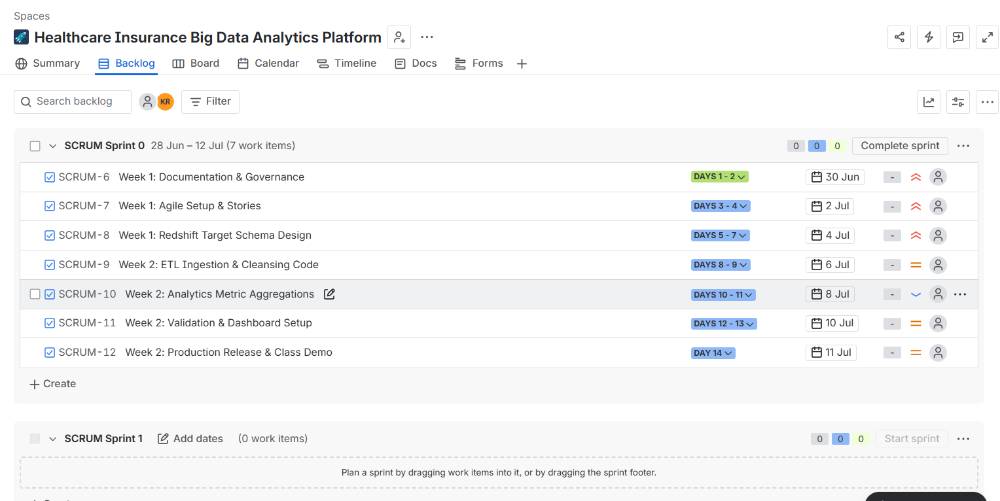 Spaces
Healthcare Insurance Big Data Analytics Platform
Summary Backlog Board Calendar Timeline Docs Forms
Search backlog KR Filter
SCRUM Sprint 0 28 Jun – 12 Jul (7 work items) 0 0 0 Complete sprint
SCRUM-6 Week 1: Documentation & Governance DAYS 1 - 2 30 Jun -
SCRUM-7 Week 1: Agile Setup & Stories DAYS 3 - 4 2 Jul -
SCRUM-8 Week 1: Redshift Target Schema Design DAYS 5 - 7 4 Jul -
SCRUM-9 Week 2: ETL Ingestion & Cleansing Code DAYS 8 - 9 6 Jul -
SCRUM-10 Week 2: Analytics Metric Aggregations DAYS 10 - 11 8 Jul -
SCRUM-11 Week 2: Validation & Dashboard Setup DAYS 12 - 13 10 Jul -
SCRUM-12 Week 2: Production Release & Class Demo DAY 14 11 Jul -
Create
SCRUM Sprint 1 Add dates (0 work items) 0 0 0 Start sprint
Plan a sprint by dragging work items into it, or by dragging the sprint footer.